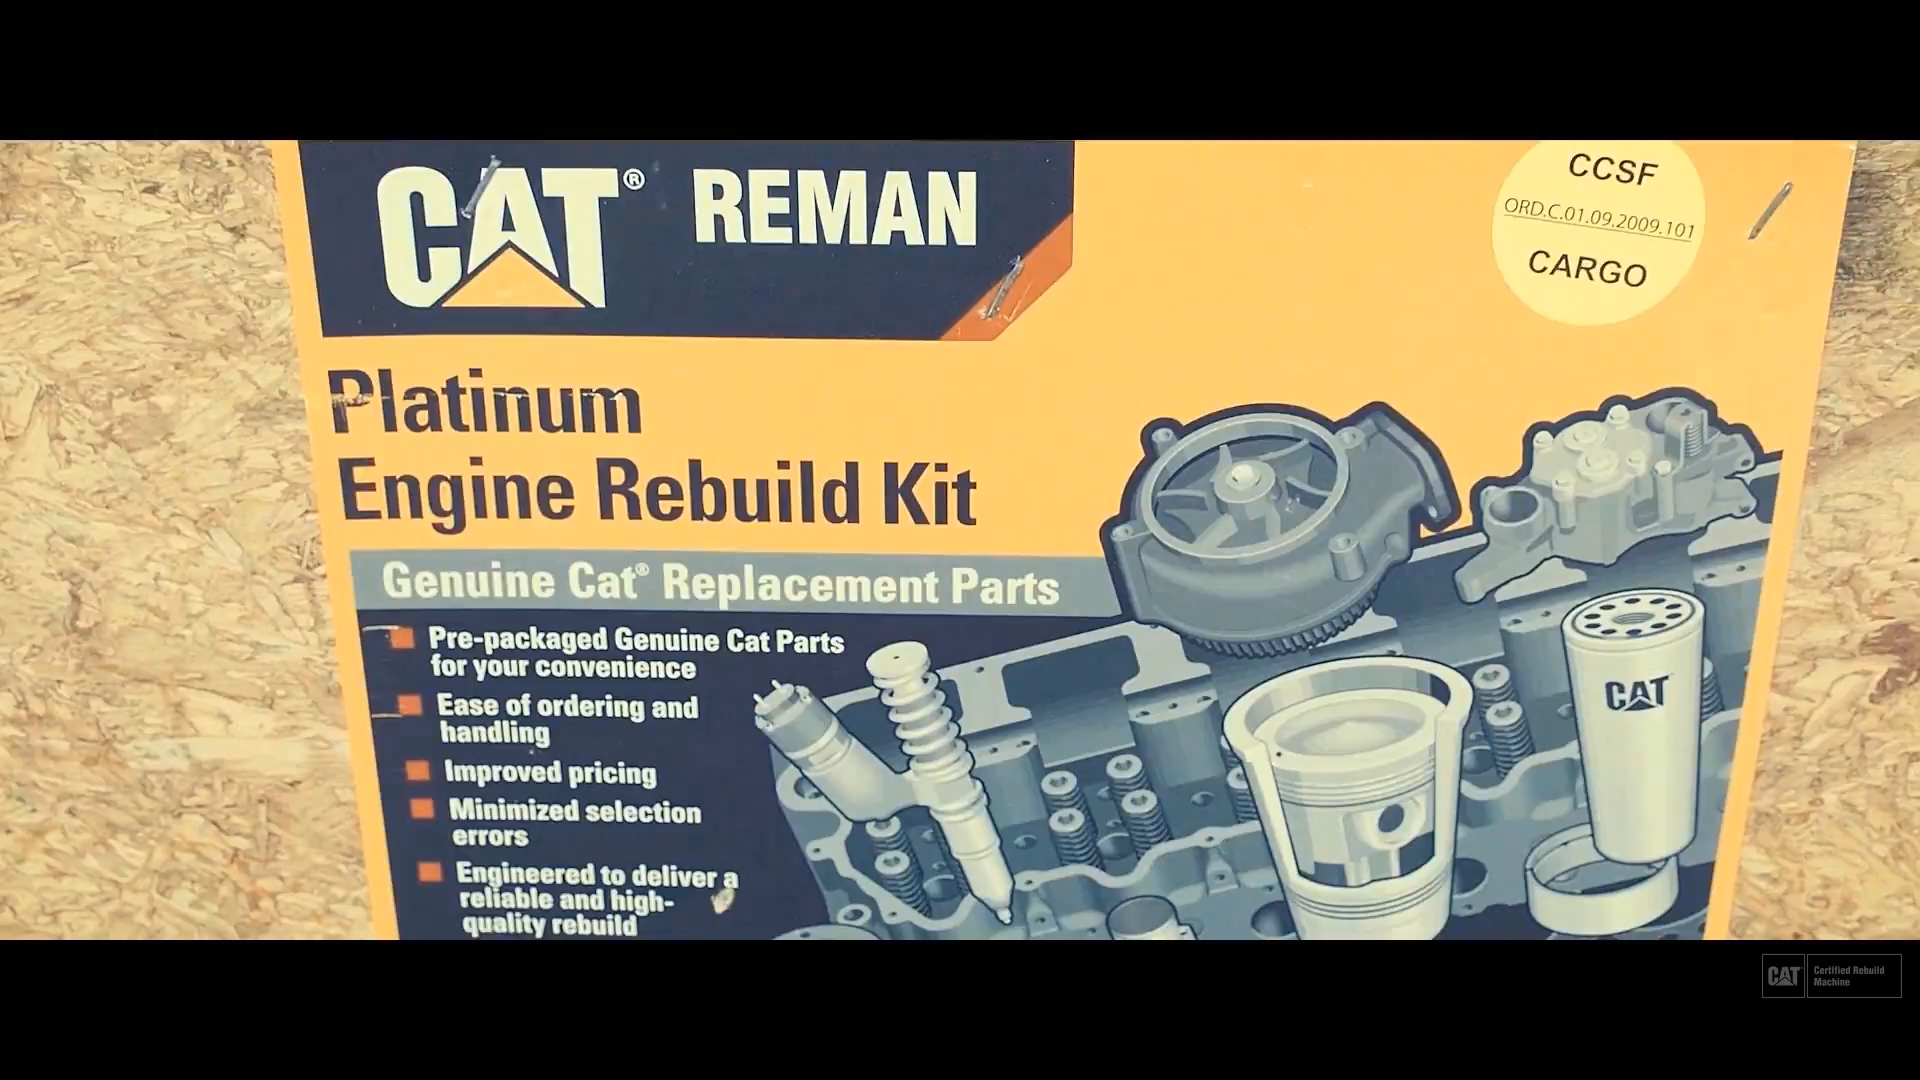 CAT® REMAN
CCSF
ORD.C.01.09.2009.101
CARGO
Platinum
Engine Rebuild Kit
Genuine Cat® Replacement Parts
Pre-packaged Genuine Cat Parts
for your convenience
Ease of ordering and
handling
Improved pricing
Minimized selection
errors
Engineered to deliver a
reliable and high-
quality rebuild
CAT
CAT
Certified Rebuild
Machine